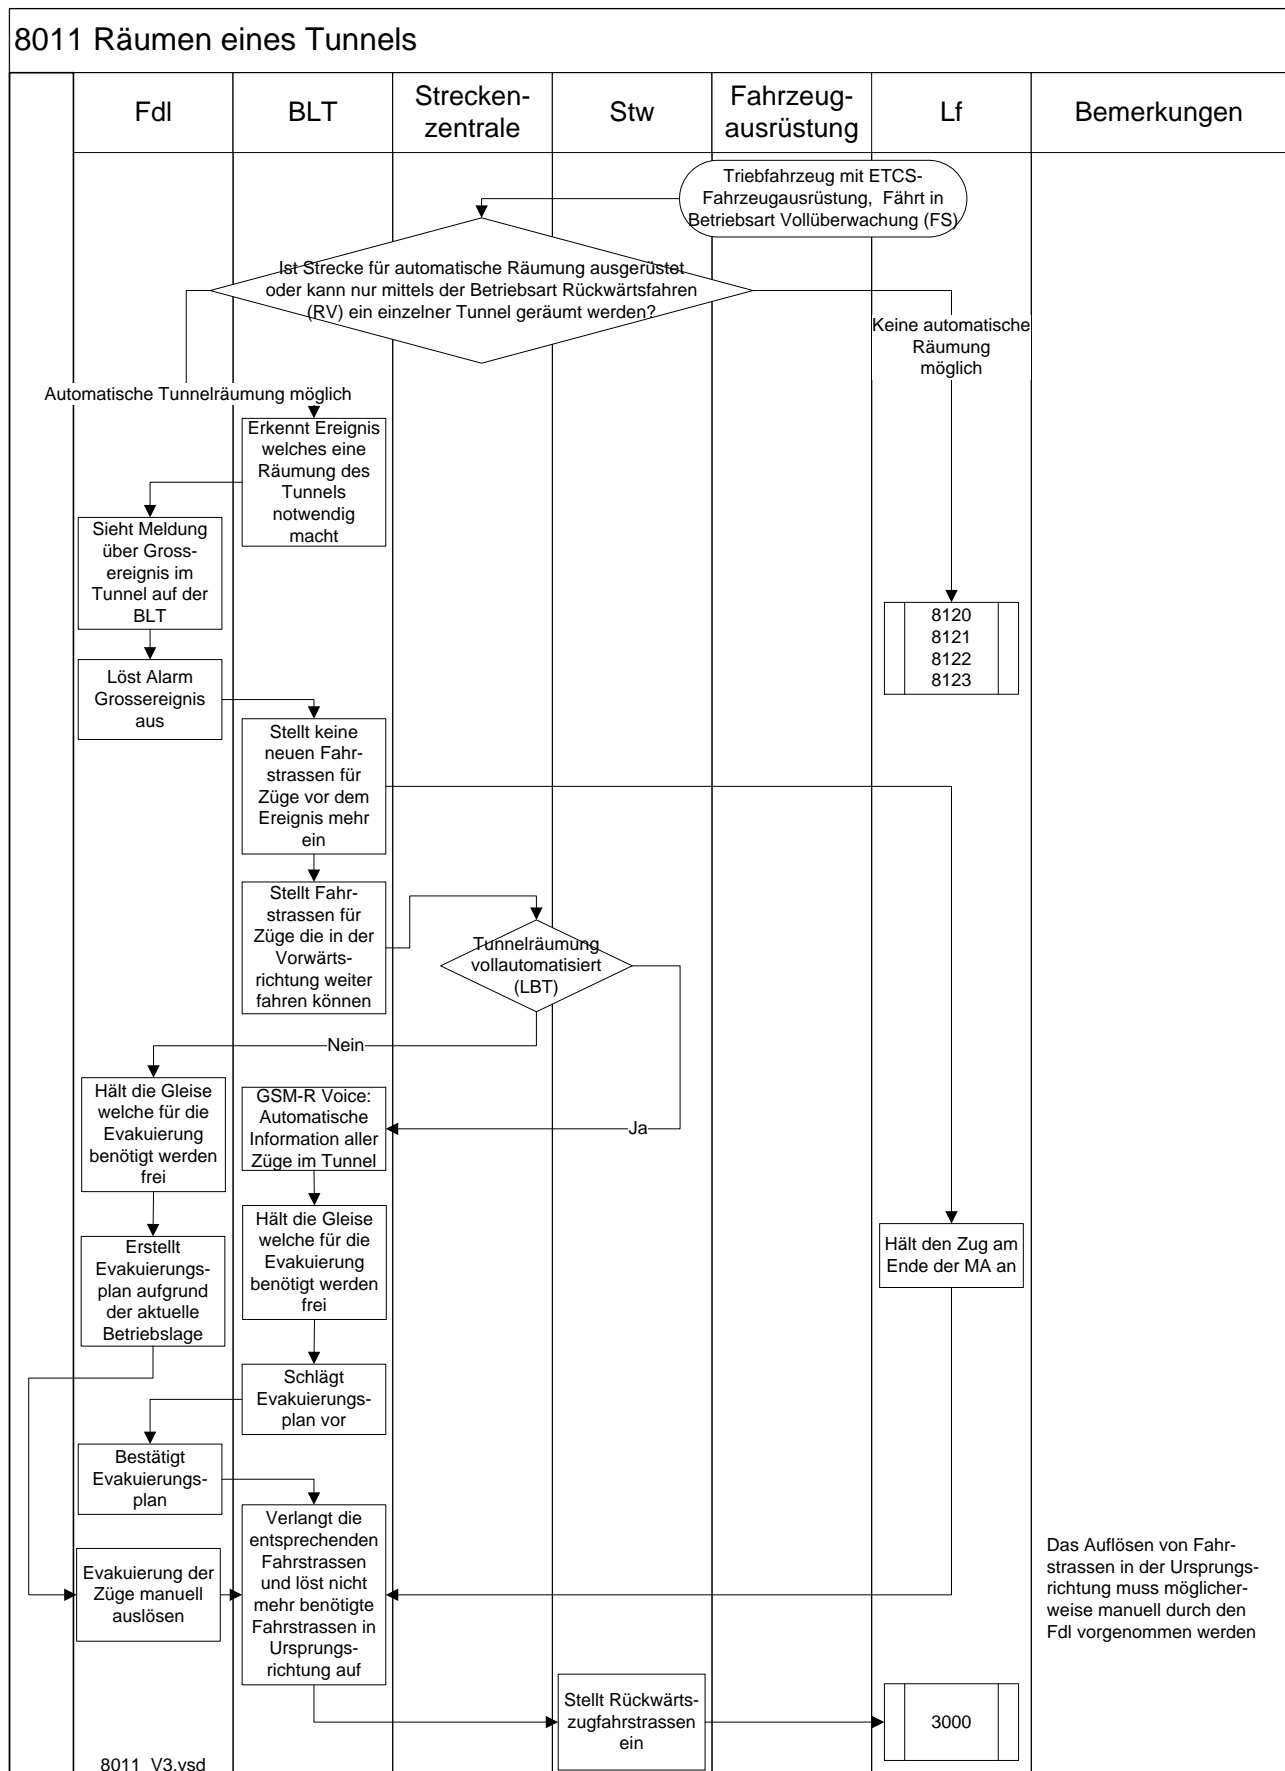 8011 Räumen eines Tunnels
Fdl
BLT
Strecken-
zentrale
Stw
Fahrzeug-
ausrüstung
Lf
Bemerkungen
Triebfahrzeug mit ETCS-
Fahrzeugausrüstung, Fährt in
Betriebsart Vollüberwachung (FS)
Ist Strecke für automatische Räumung ausgerüstet
oder kann nur mittels der Betriebsart Rückwärtsfahren
(RV) ein einzelner Tunnel geräumt werden?
Keine automatische
Räumung
möglich
Automatische Tunnelräumung möglich
Erkennt Ereignis
welches eine
Räumung des
Tunnels
notwendig
macht
Sieht Meldung
über Gross-
ereignis im
Tunnel auf der
BLT
8120
8121
8122
8123
Löst Alarm
Grossereignis
aus
Stellt keine
neuen Fahr-
strassen für
Züge vor dem
Ereignis mehr
ein
Stellt Fahr-
strassen für
Züge die in der
Vorwärts-
richtung weiter
fahren können
Tunnelräumung
vollautomatisiert
(LBT)
Nein
Ja
Hält die Gleise
welche für die
Evakuierung
benötigt werden
frei
GSM-R Voice:
Automatische
Information aller
Züge im Tunnel
Hält die Gleise
welche für die
Evakuierung
benötigt werden
frei
Erstellt
Evakuierungs-
plan aufgrund
der aktuelle
Betriebslage
Hält den Zug am
Ende der MA an
Schlägt
Evakuierungs-
plan vor
Bestätigt
Evakuierungs-
plan
Verlangt die
entsprechenden
Fahrstrassen
und löst nicht
mehr benötigte
Fahrstrassen in
Ursprungs-
richtung auf
Evakuierung der
Züge manuell
auslösen
Das Auflösen von Fahr-
strassen in der Ursprungs-
richtung muss möglicher-
weise manuell durch den
Fdl vorgenommen werden
Stellt Rückwärts-
zugfahrstrassen
ein
3000
8011_V3.vsd